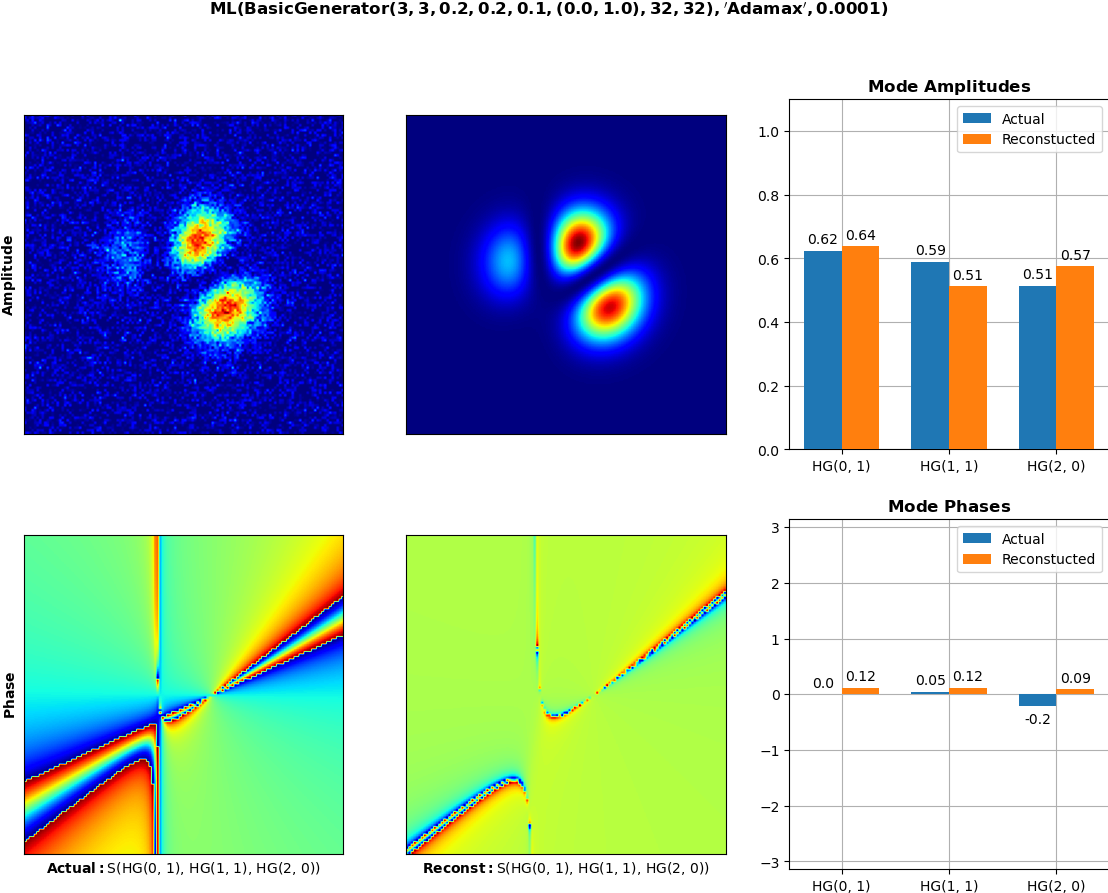 ML(BasicGenerator(3, 3, 0.2, 0.2, 0.1, (0.0, 1.0), 32, 32), ′Adamax′, 0.0001)
Amplitude
Mode Amplitudes
Actual
Reconstucted
1.0
0.8
0.6
0.4
0.2
0.0
0.62
0.64
0.59
0.51
0.51
0.57
HG(0, 1)
HG(1, 1)
HG(2, 0)
Phase
Actual: S(HG(0, 1), HG(1, 1), HG(2, 0))
Reconst: S(HG(0, 1), HG(1, 1), HG(2, 0))
Mode Phases
Actual
Reconstucted
3
2
1
0
−1
−2
−3
0.0
0.12
0.05
0.12
-0.2
0.09
HG(0, 1)
HG(1, 1)
HG(2, 0)